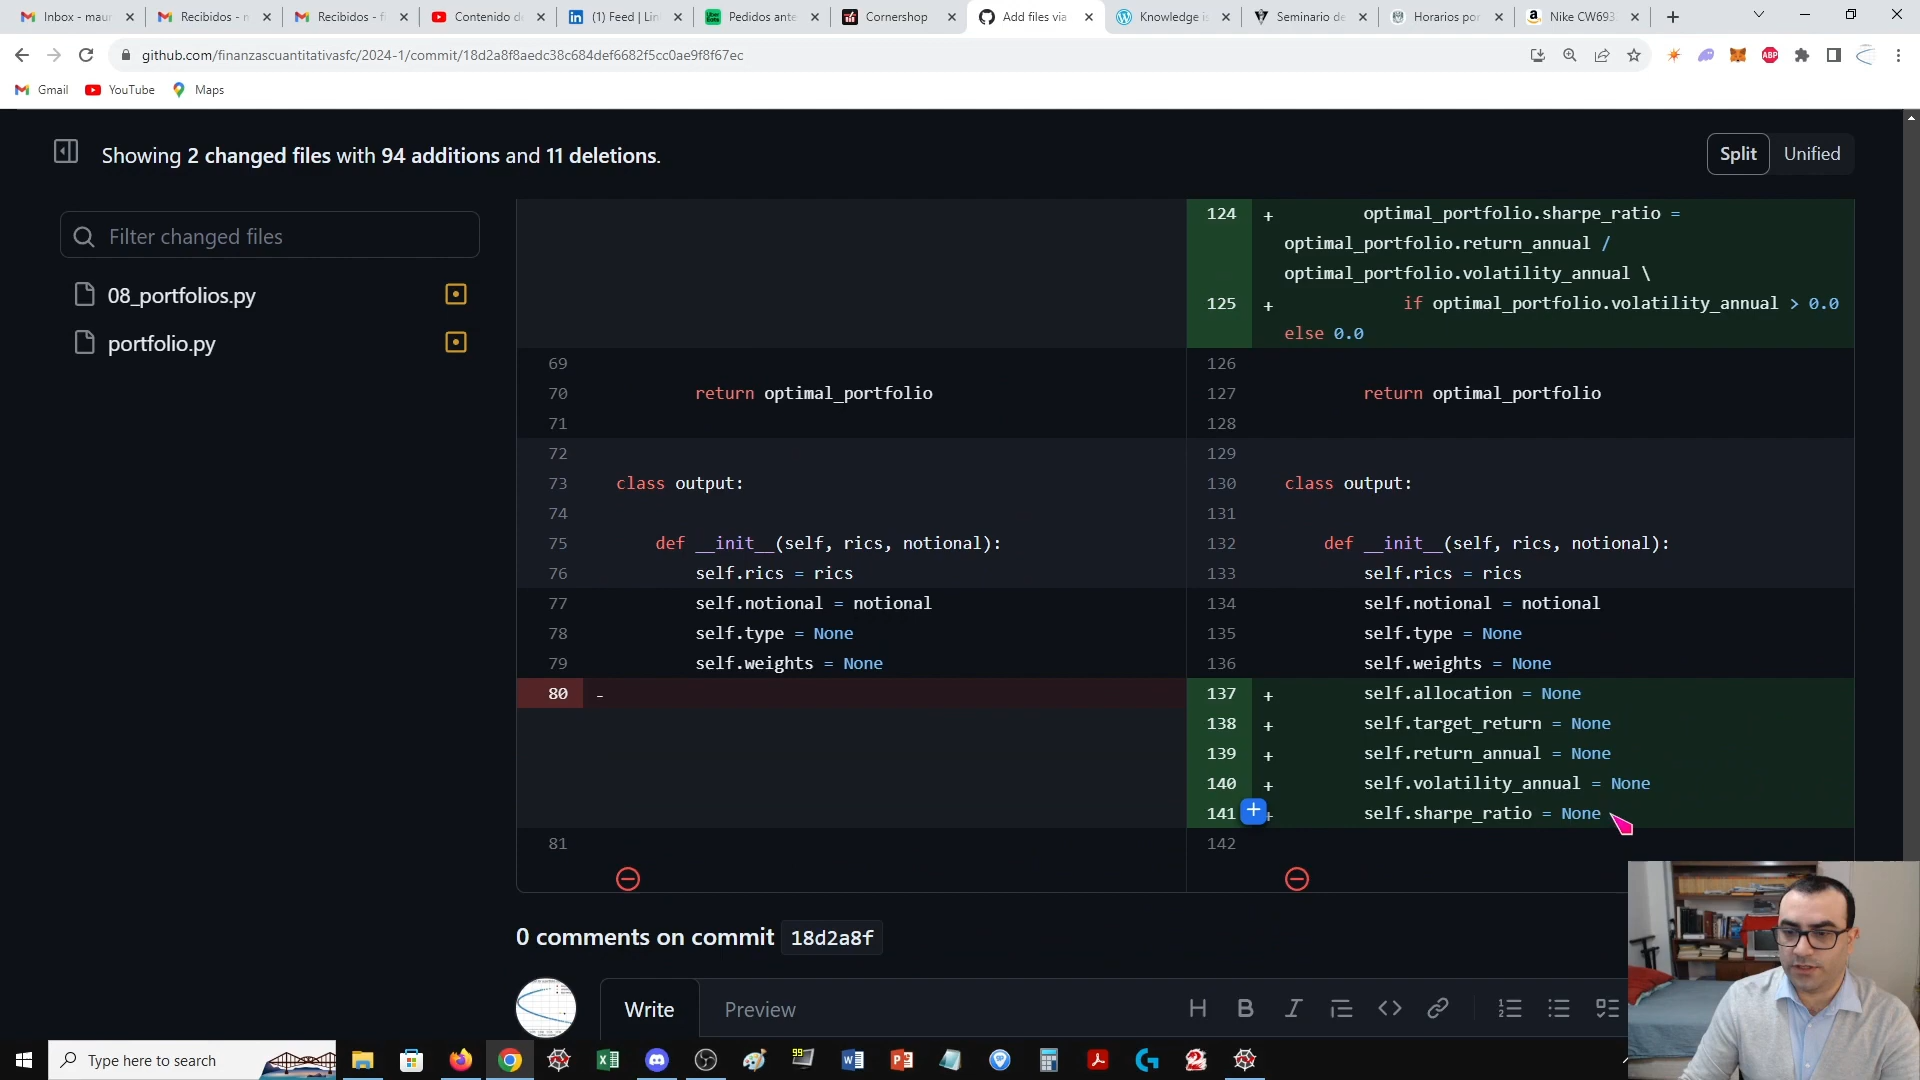 Inbox - maur
Recibidos - r
Recibidos - f
Contenido d
(1) Feed | Lin
Pedidos ante
Cornershop
Add files via
Knowledge is
Seminario de
Horarios por
Nike CW693
github.com/finanzascuantitativasfc/2024-1/commit/18d2a8f8aedc38c684def6682f5cc0ae9f8f67ec
ABP
Gmail
YouTube
Maps
Showing 2 changed files with 94 additions and 11 deletions.
Split
Unified
Filter changed files
08_portfolios.py
portfolio.py
124 + optimal_portfolio.sharpe_ratio =
optimal_portfolio.return_annual /
optimal_portfolio.volatility_annual \
125 + if optimal_portfolio.volatility_annual > 0.0
else 0.0
69 126
70 return optimal_portfolio 127 return optimal_portfolio
71 128
72 129
73 class output: 130 class output:
74 131
75 def __init__(self, rics, notional): 132 def __init__(self, rics, notional):
76 self.rics = rics 133 self.rics = rics
77 self.notional = notional 134 self.notional = notional
78 self.type = None 135 self.type = None
79 self.weights = None 136 self.weights = None
80 - 137 + self.allocation = None
138 + self.target_return = None
139 + self.return_annual = None
140 + self.volatility_annual = None
141 + self.sharpe_ratio = None
81 142
0 comments on commit 18d2a8f
Write
Preview
Type here to search